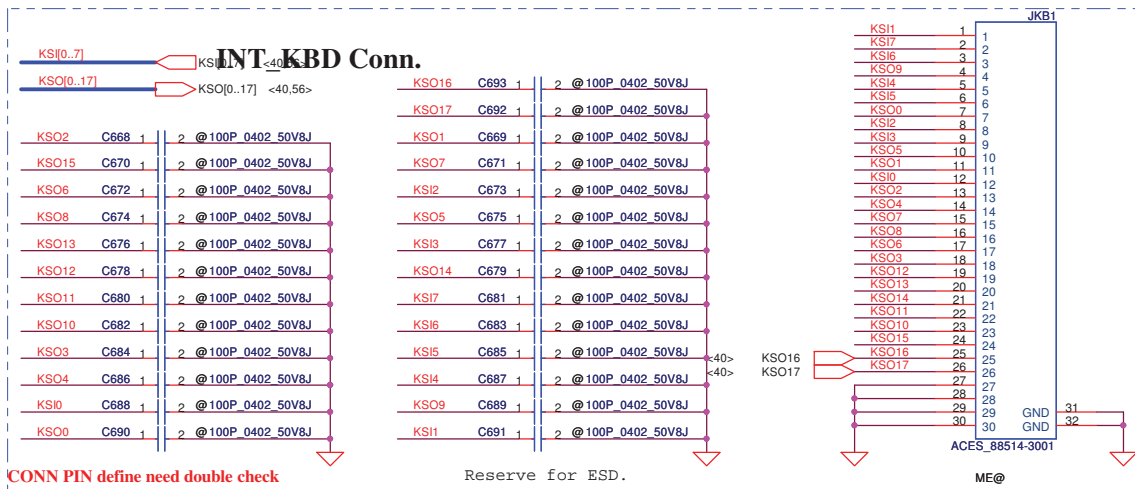 INT_KBD Conn.
KSI[0..7] KSI[0..7] <40,56>
KSO[0..17] KSO[0..17] <40,56>
KSO2 C668 1 2 @100P_0402_50V8J
KSO15 C670 1 2 @100P_0402_50V8J
KSO6 C672 1 2 @100P_0402_50V8J
KSO8 C674 1 2 @100P_0402_50V8J
KSO13 C676 1 2 @100P_0402_50V8J
KSO12 C678 1 2 @100P_0402_50V8J
KSO11 C680 1 2 @100P_0402_50V8J
KSO10 C682 1 2 @100P_0402_50V8J
KSO3 C684 1 2 @100P_0402_50V8J
KSO4 C686 1 2 @100P_0402_50V8J
KSI0 C688 1 2 @100P_0402_50V8J
KSO0 C690 1 2 @100P_0402_50V8J
CONN PIN define need double check
KSO16 C693 1 2 @100P_0402_50V8J
KSO17 C692 1 2 @100P_0402_50V8J
KSO1 C669 1 2 @100P_0402_50V8J
KSO7 C671 1 2 @100P_0402_50V8J
KSI2 C673 1 2 @100P_0402_50V8J
KSO5 C675 1 2 @100P_0402_50V8J
KSI3 C677 1 2 @100P_0402_50V8J
KSO14 C679 1 2 @100P_0402_50V8J
KSI7 C681 1 2 @100P_0402_50V8J
KSI6 C683 1 2 @100P_0402_50V8J
KSI5 C685 1 2 @100P_0402_50V8J
KSI4 C687 1 2 @100P_0402_50V8J
KSO9 C689 1 2 @100P_0402_50V8J
KSI1 C691 1 2 @100P_0402_50V8J
Reserve for ESD.
JKB1
KSI1 1 1
KSI7 2 2
KSI6 3 3
KSO9 4 4
KSI4 5 5
KSI5 6 6
KSO0 7 7
KSI2 8 8
KSI3 9 9
KSO5 10 10
KSO1 11 11
KSI0 12 12
KSO2 13 13
KSO4 14 14
KSO7 15 15
KSO8 16 16
KSO6 17 17
KSO3 18 18
KSO12 19 19
KSO13 20 20
KSO14 21 21
KSO11 22 22
KSO10 23 23
KSO15 24 24
<40> KSO16 KSO16 25 25
<40> KSO17 KSO17 26 26
27 27
28 28
29 29 GND 31
30 30 GND 32
ACES_88514-3001
ME@